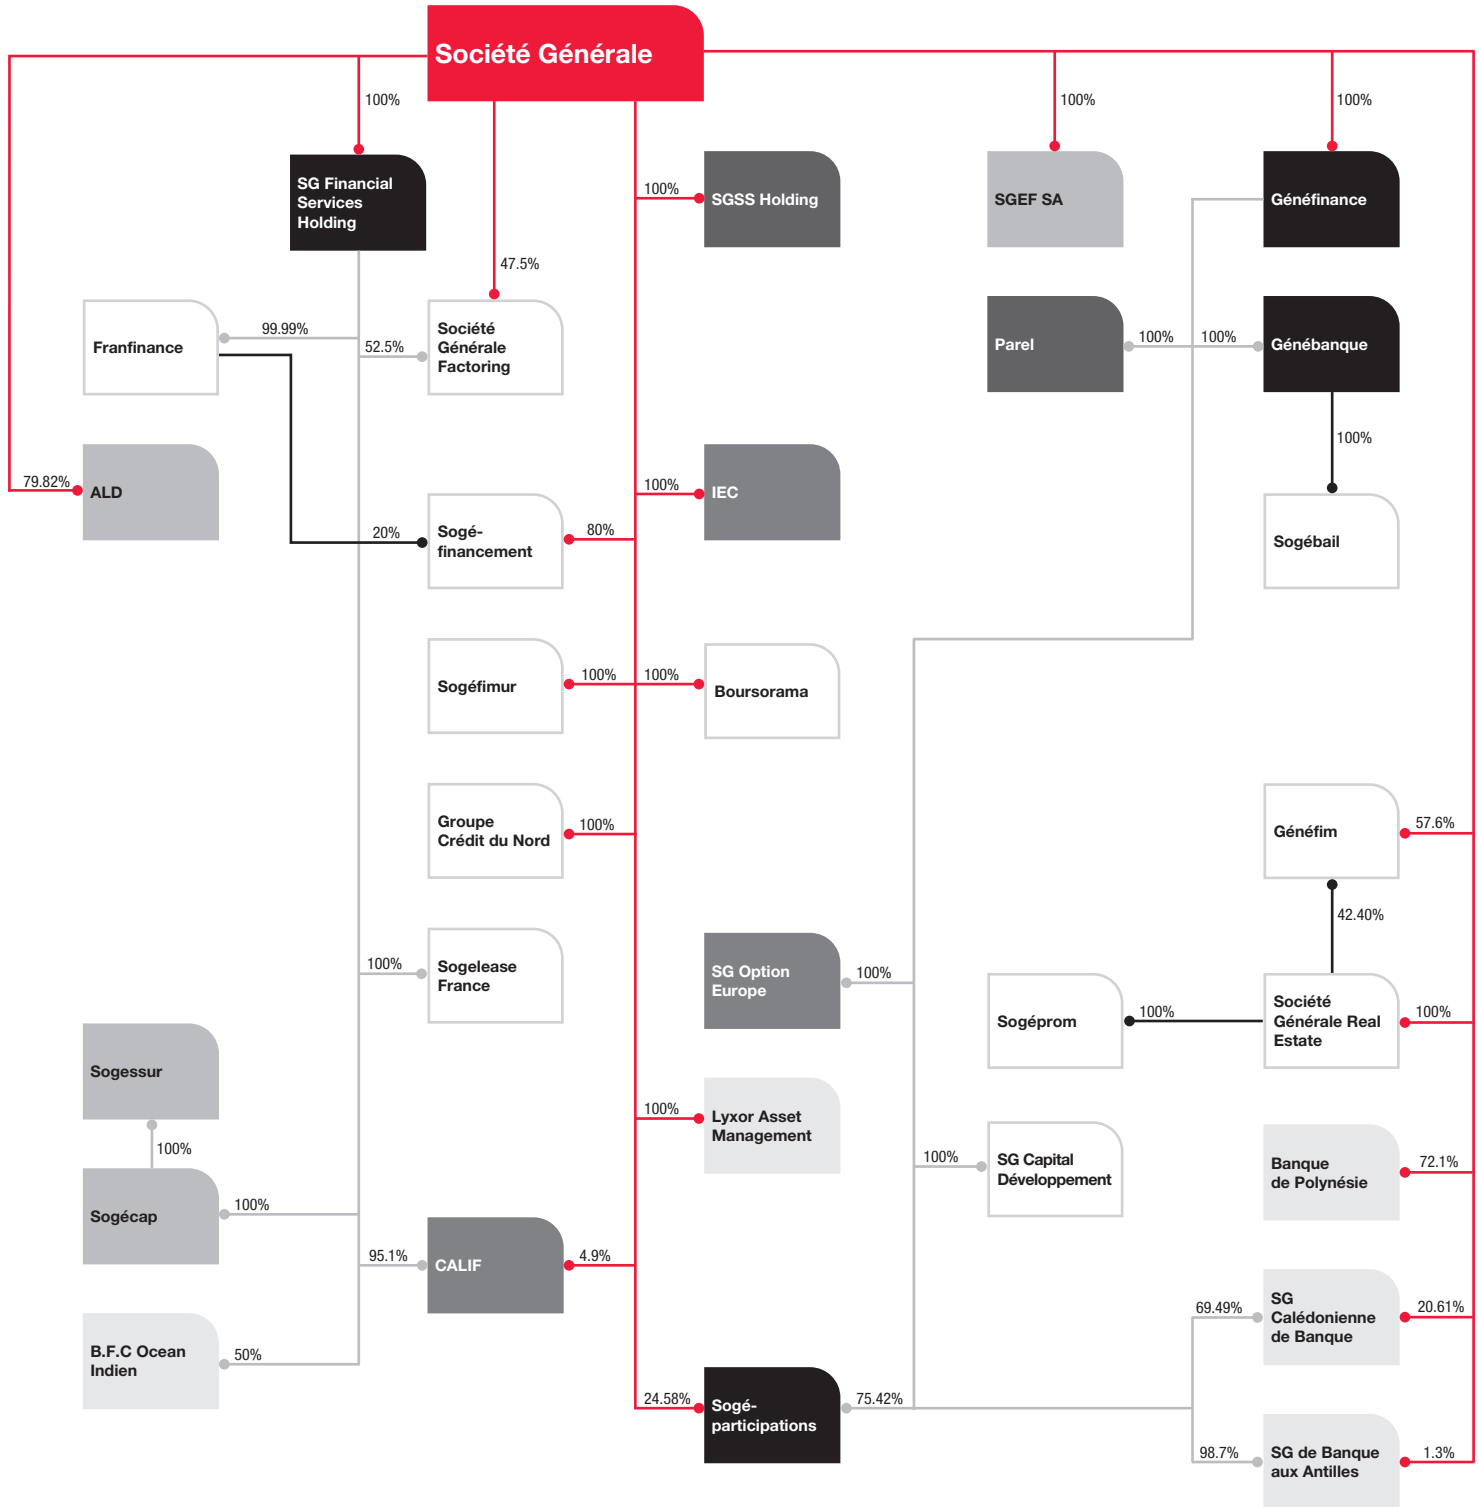 Société Générale
100%
100%
100%
SG Financial
Services
Holding
100%
SGSS Holding
SGEF SA
Généfinance
47.5%
Franfinance
99.99%
52.5%
Société
Générale
Factoring
Parel
100%
100%
Génébanque
100%
79.82%
ALD
20%
Sogé-
financement
80%
100%
IEC
Sogébail
Sogéfimur
100%
100%
Boursorama
Groupe
Crédit du Nord
100%
Généfim
57.6%
42.40%
100%
Sogelease
France
SG Option
Europe
100%
Sogéprom
100%
Société
Générale Real
Estate
100%
Sogessur
100%
100%
Lyxor Asset
Management
100%
SG Capital
Développement
Banque
de Polynésie
72.1%
Sogécap
100%
95.1%
CALIF
4.9%
69.49%
SG
Calédonienne
de Banque
20.61%
B.F.C Ocean
Indien
50%
24.58%
Sogé-
participations
75.42%
98.7%
SG de Banque
aux Antilles
1.3%